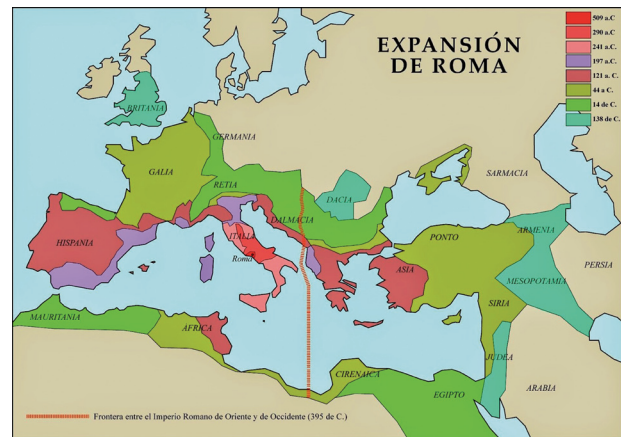 EXPANSIÓN
DE ROMA
509 a.C
290 a.C
241 a.C
197 a.C.
121 a.C.
44 a C.
14 de C.
138 de C.
BRITANIA
GERMANIA
GALIA
RETIA
DACIA
SARMACIA
DALMACIA
HISPANIA
ITALIA
Roma
PONTO
ARMENIA
ASIA
MESOPOTAMIA
PERSIA
SIRIA
MAURITANIA
AFRICA
JUDEA
CIRENAICA
EGIPTO
ARABIA
Frontera entre el Imperio Romano de Oriente y de Occidente (395 de C.)